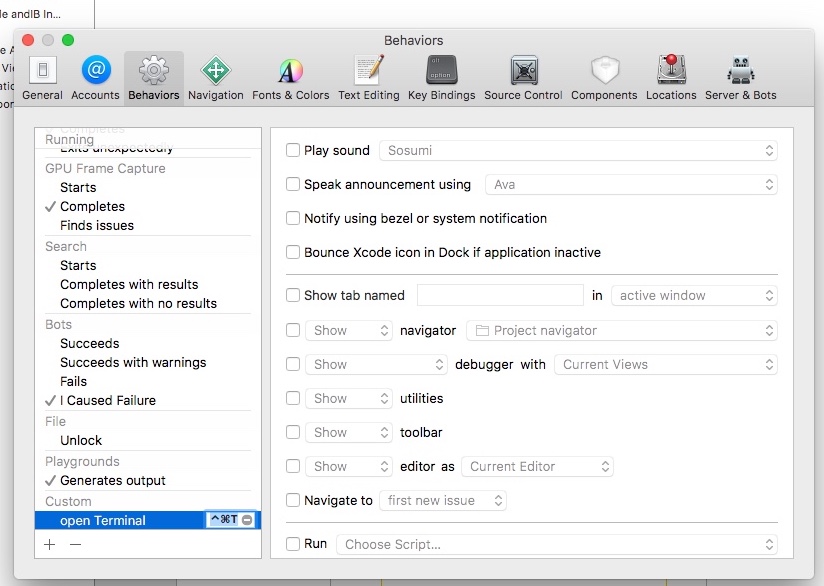 le andIB In...
Behaviors
General Accounts Behaviors Navigation Fonts & Colors Text Editing Key Bindings Source Control Components Locations Server & Bots
Completes
Running
Exits unexpectedly
GPU Frame Capture
Starts
Completes
Finds issues
Search
Starts
Completes with results
Completes with no results
Bots
Succeeds
Succeeds with warnings
Fails
I Caused Failure
File
Unlock
Playgrounds
Generates output
Custom
open Terminal ^⌘T
Play sound Sosumi
Speak announcement using Ava
Notify using bezel or system notification
Bounce Xcode icon in Dock if application inactive
Show tab named in active window
Show navigator Project navigator
Show debugger with Current Views
Show utilities
Show toolbar
Show editor as Current Editor
Navigate to first new issue
Run Choose Script...